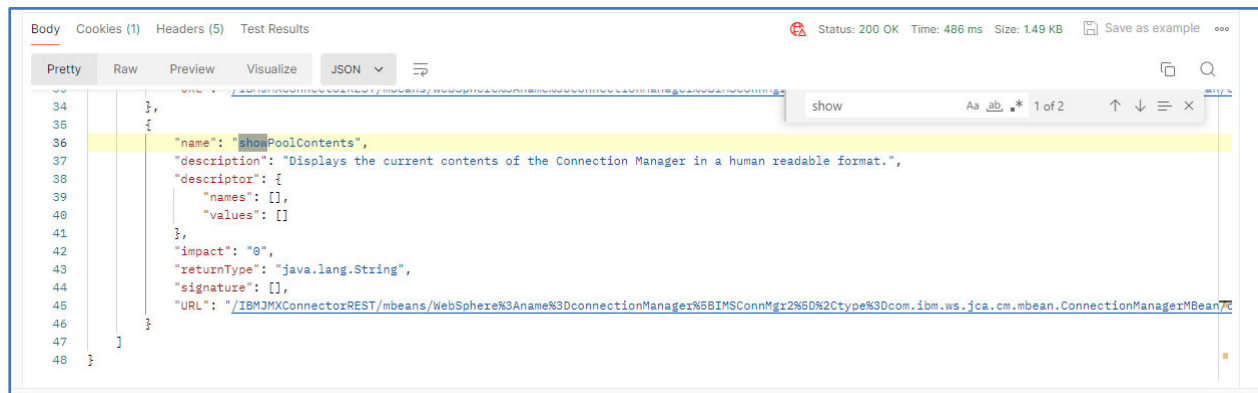 Body Cookies (1) Headers (5) Test Results Status: 200 OK Time: 486 ms Size: 1.49 KB Save as example
Pretty Raw Preview Visualize JSON
show Aa ab .* 1 of 2
34 },
35 {
36 "name": "showPoolContents",
37 "description": "Displays the current contents of the Connection Manager in a human readable format.",
38 "descriptor": {
39 "names": [],
40 "values": []
41 },
42 "impact": "0",
43 "returnType": "java.lang.String",
44 "signature": [],
45 "URL": "/IBMJMXConnectorREST/mbeans/WebSphere%3Aname%3DconnectionManager%5BIMSConnMgr2%5D%2Ctype%3Dcom.ibm.ws.jca.cm.mbean.ConnectionManagerMBean/
46 }
47 ]
48 }